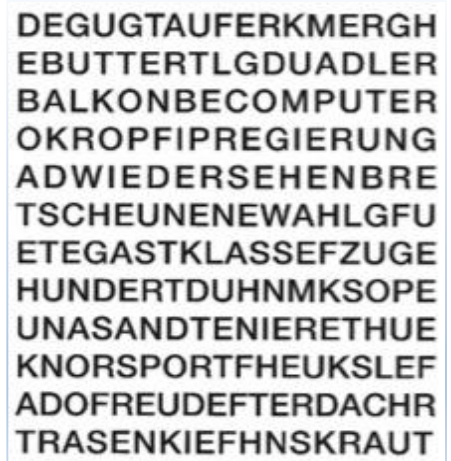 DEGUGTAUFERKMERGH
EBUTTERTLGDUADLER
BALKONBECOMPUTER
OKROPFIPREGIERUNG
ADWIEDERSEHENBRE
TSCHEUNENEWAHLGFU
ETEGASTKLASSEFZUGE
HUNDERTDUHNMKSOPE
UNASANDTENIERETHUE
KNORSPORTFHEUKSLEF
ADOFREUDEFTERDACHR
TRASENKIEFHNSKRAUT